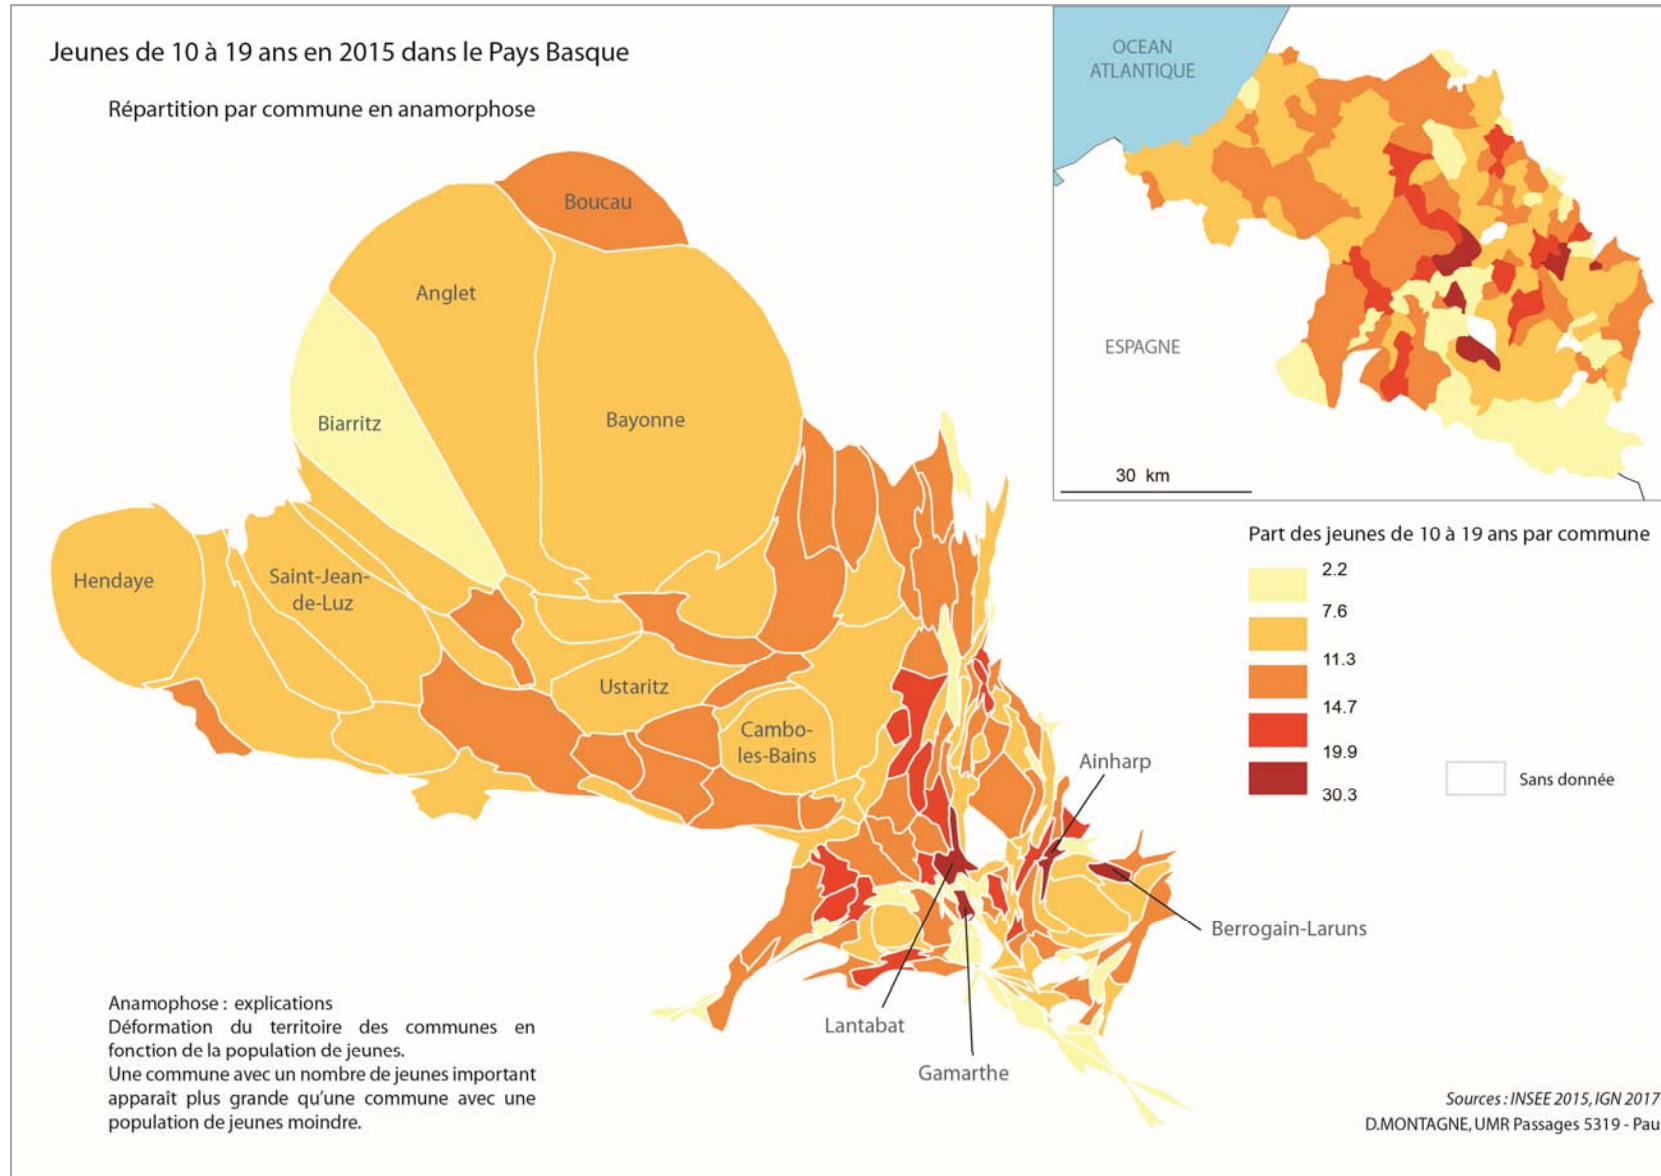 Jeunes de 10 à 19 ans en 2015 dans le Pays Basque
Répartition par commune en anamorphose
OCEAN
ATLANTIQUE
ESPAGNE
30 km
Boucau
Anglet
Biarritz
Bayonne
Hendaye
Saint-Jean-
de-Luz
Ustaritz
Cambo-
les-Bains
Ainharp
Berrogain-Laruns
Lantabat
Gamarthe
Part des jeunes de 10 à 19 ans par commune
2.2
7.6
11.3
14.7
19.9
30.3
Sans donnée
Anamophose : explications
Déformation du territoire des communes en
fonction de la population de jeunes.
Une commune avec un nombre de jeunes important
apparaît plus grande qu'une commune avec une
population de jeunes moindre.
Sources : INSEE 2015, IGN 2017
D.MONTAGNE, UMR Passages 5319 - Pau